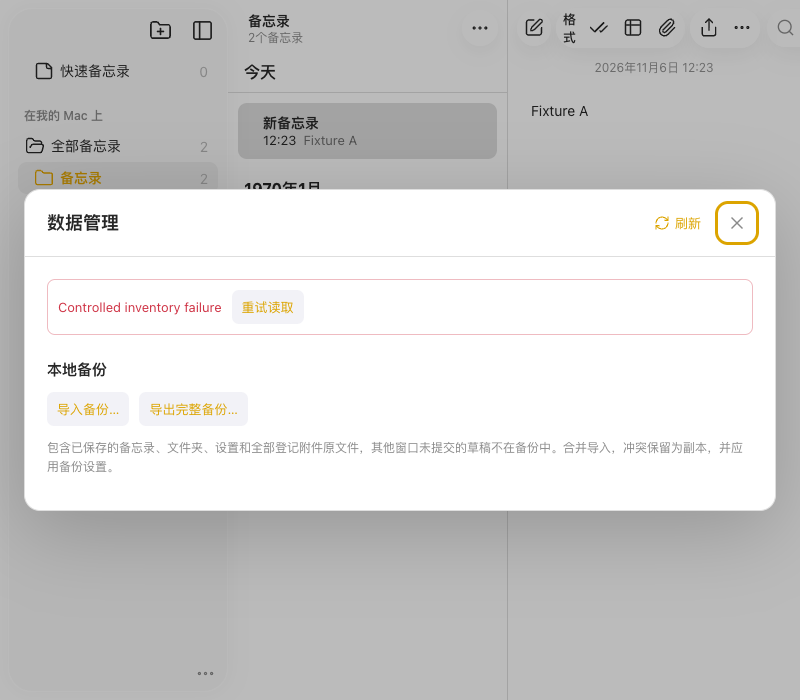 快速备忘录 0
在我的 Mac 上
全部备忘录 2
备忘录 2
备忘录
2个备忘录
今天
新备忘录
12:23 Fixture A
1970年1月
格式
2026年11月6日 12:23
Fixture A
数据管理
刷新
Controlled inventory failure
重试读取
本地备份
导入备份...
导出完整备份...
包含已保存的备忘录、文件夹、设置和全部登记附件原文件，其他窗口未提交的草稿不在备份中。合并导入，冲突保留为副本，并应
用备份设置。